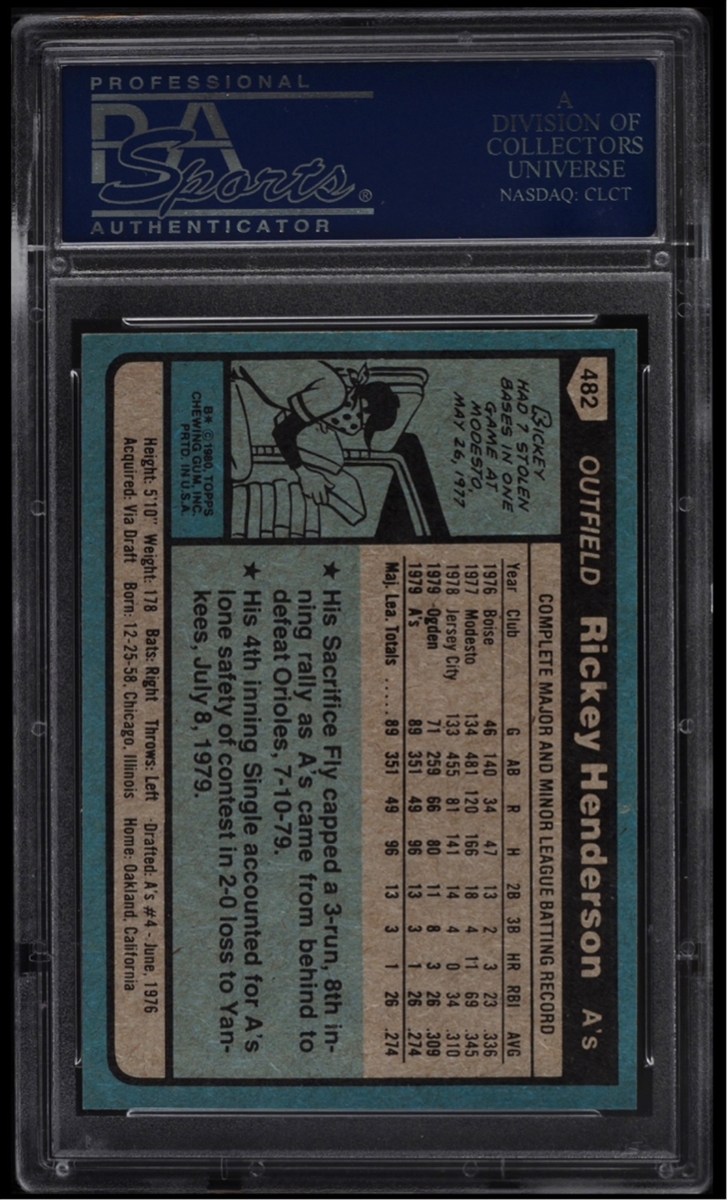 PROFESSIONAL
PSA
Sports®
AUTHENTICATOR
A
DIVISION OF
COLLECTORS
UNIVERSE
NASDAQ: CLCT
482 OUTFIELD Rickey Henderson A's
RICKEY
HAD 7 STOLEN
BASES IN ONE
GAME AT
MODESTO,
MAY 26, 1977
B* © 1980, TOPPS
CHEWING GUM, INC.
PRTD. IN U.S.A.
COMPLETE MAJOR AND MINOR LEAGUE BATTING RECORD
Year Club G AB R H 2B 3B HR RBI AVG
1976 Boise 46 140 34 47 13 2 3 23 .336
1977 Modesto 134 481 120 166 18 4 11 69 .345
1978 Jersey City 133 455 81 141 14 4 0 34 .310
1979 Ogden 71 259 66 80 11 8 3 26 .309
1979 A's 89 351 49 96 13 3 1 26 .274
Maj. Lea. Totals ..... 89 351 49 96 13 3 1 26 .274
★ His Sacrifice Fly capped a 3-run, 8th in-
ning rally as A's came from behind to
defeat Orioles, 7-10-79.
★ His 4th inning Single accounted for A's
lone safety of contest in 2-0 loss to Yan-
kees, July 8, 1979.
Height: 5'10" Weight: 178 Bats: Right Throws: Left Drafted: A's #4 - June, 1976
Acquired: Via Draft Born: 12-25-58, Chicago, Illinois Home: Oakland, California